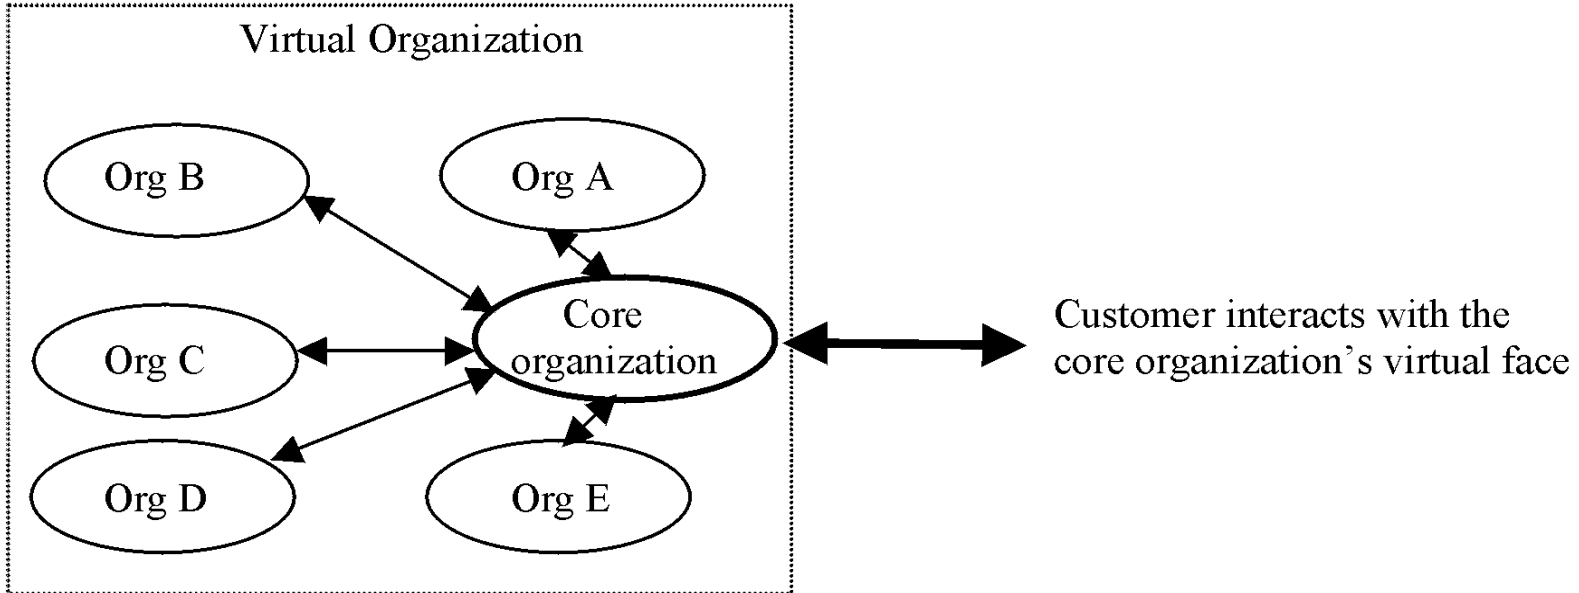 Virtual Organization
Org B
Org A
Core
organization
Org C
Org D
Org E
Customer interacts with the
core organization’s virtual face